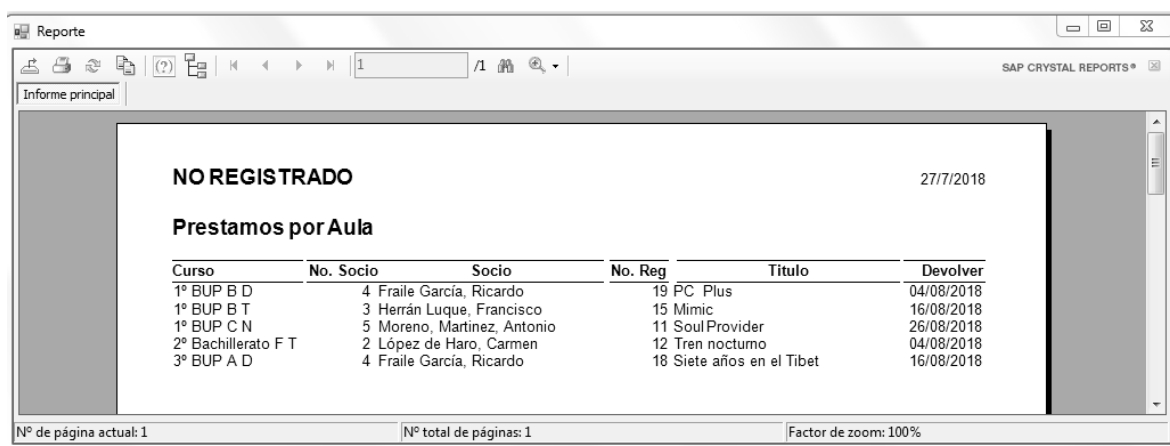 Reporte
1 /1 SAP CRYSTAL REPORTS®
Informe principal
NO REGISTRADO 27/7/2018
Prestamos por Aula
Curso No. Socio Socio No. Reg Titulo Devolver
1º BUP B D 4 Fraile García, Ricardo 19 PC Plus 04/08/2018
1º BUP B T 3 Herrán Luque, Francisco 15 Mimic 16/08/2018
1º BUP C N 5 Moreno, Martinez, Antonio 11 Soul Provider 26/08/2018
2º Bachillerato F T 2 López de Haro, Carmen 12 Tren nocturno 04/08/2018
3º BUP A D 4 Fraile García, Ricardo 18 Siete años en el Tibet 16/08/2018
Nº de página actual: 1 Nº total de páginas: 1 Factor de zoom: 100%